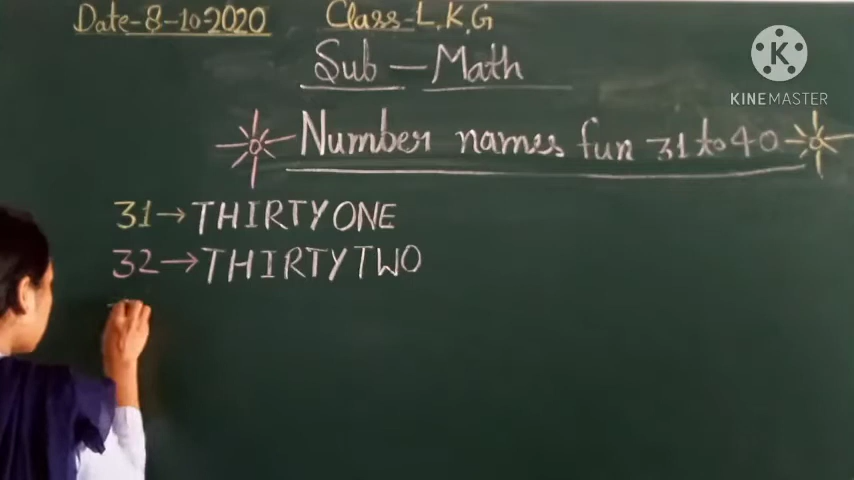 Date-8-10-2020 Class-L,K,G
Sub-Math
Number names fun 31 to 40
31→THIRTYONE
32→THIRTYTWO
K
KINEMASTER